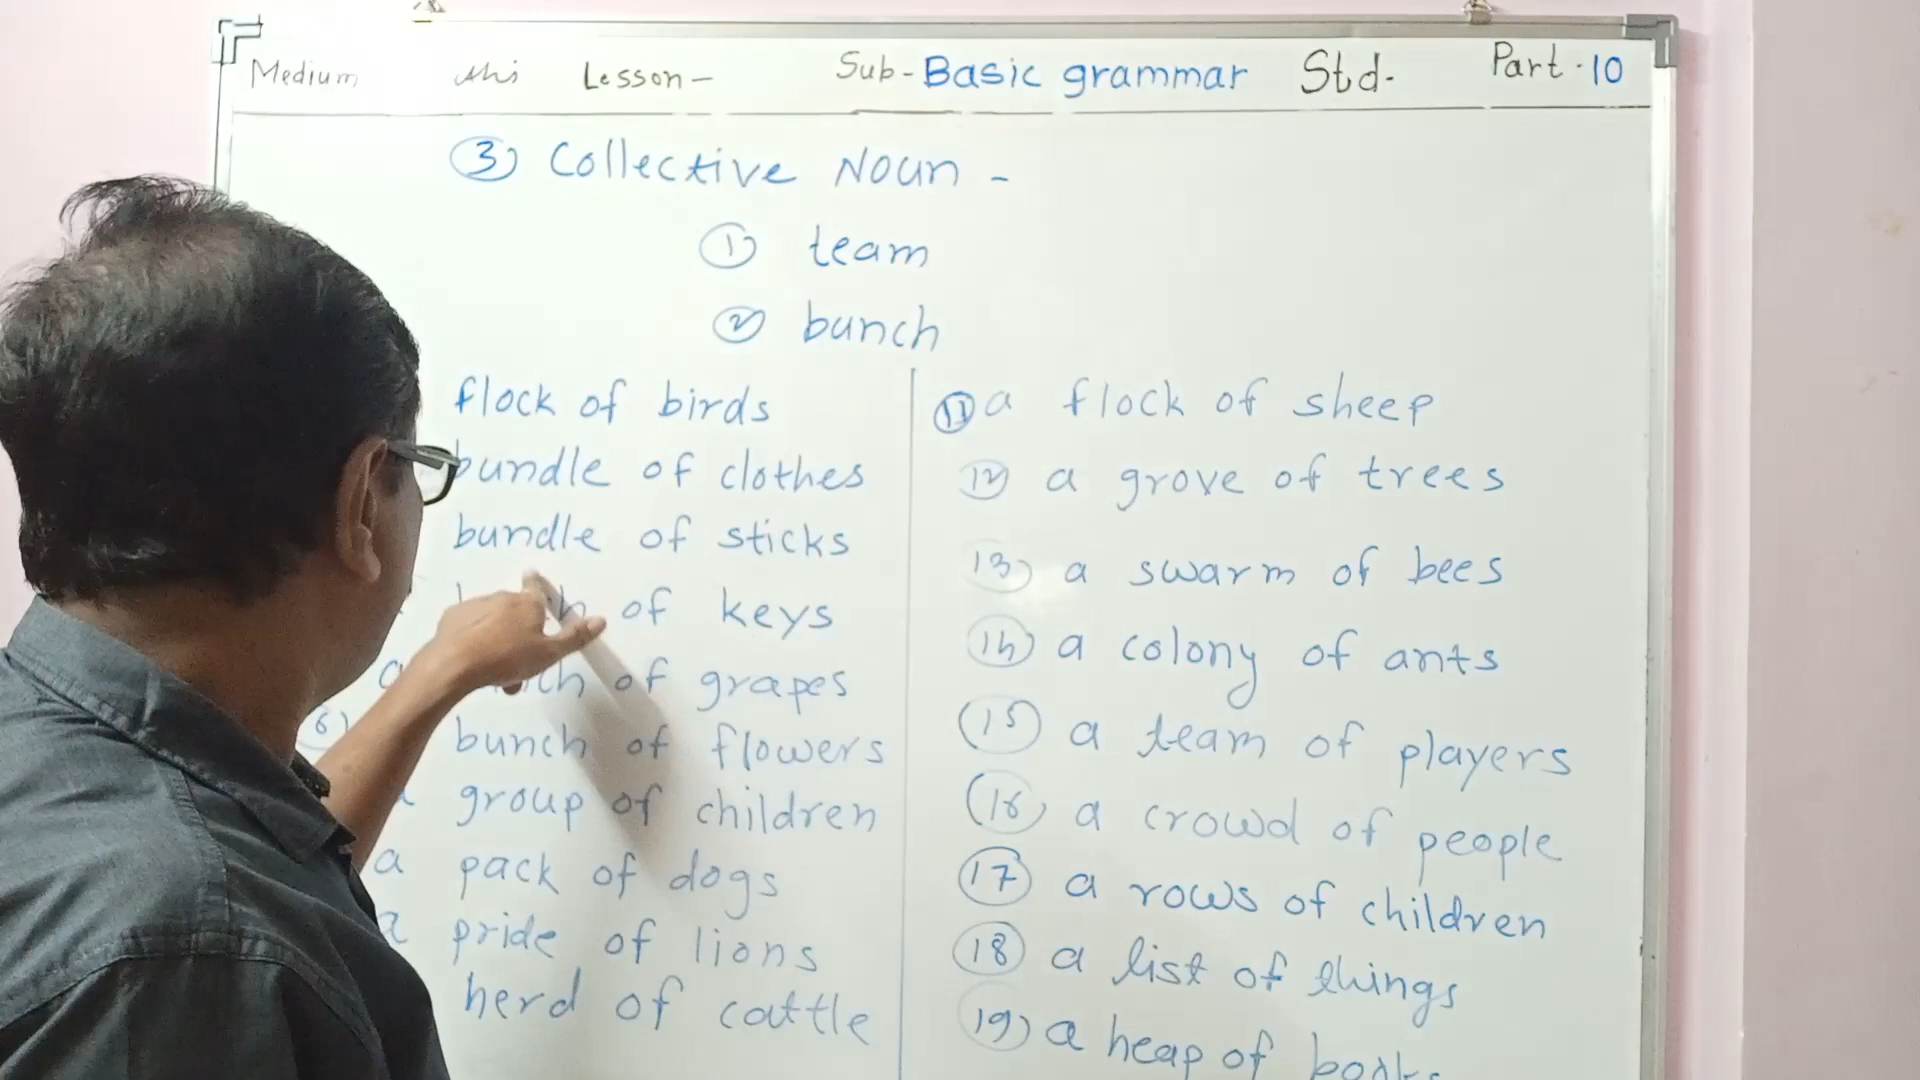 Medium Lesson - Sub - Basic grammar Std - Part - 10
③ Collective Noun -
① team
② bunch
flock of birds
bundle of clothes
bundle of sticks
of keys
a of grapes
6) bunch of flowers
group of children
a pack of dogs
a pride of lions
herd of cattle
⑪ a flock of sheep
⑫ a grove of trees
13) a swarm of bees
14) a colony of ants
(15) a team of players
(16) a crowd of people
⑰ a rows of children
⑱ a list of things
19) a heap of books